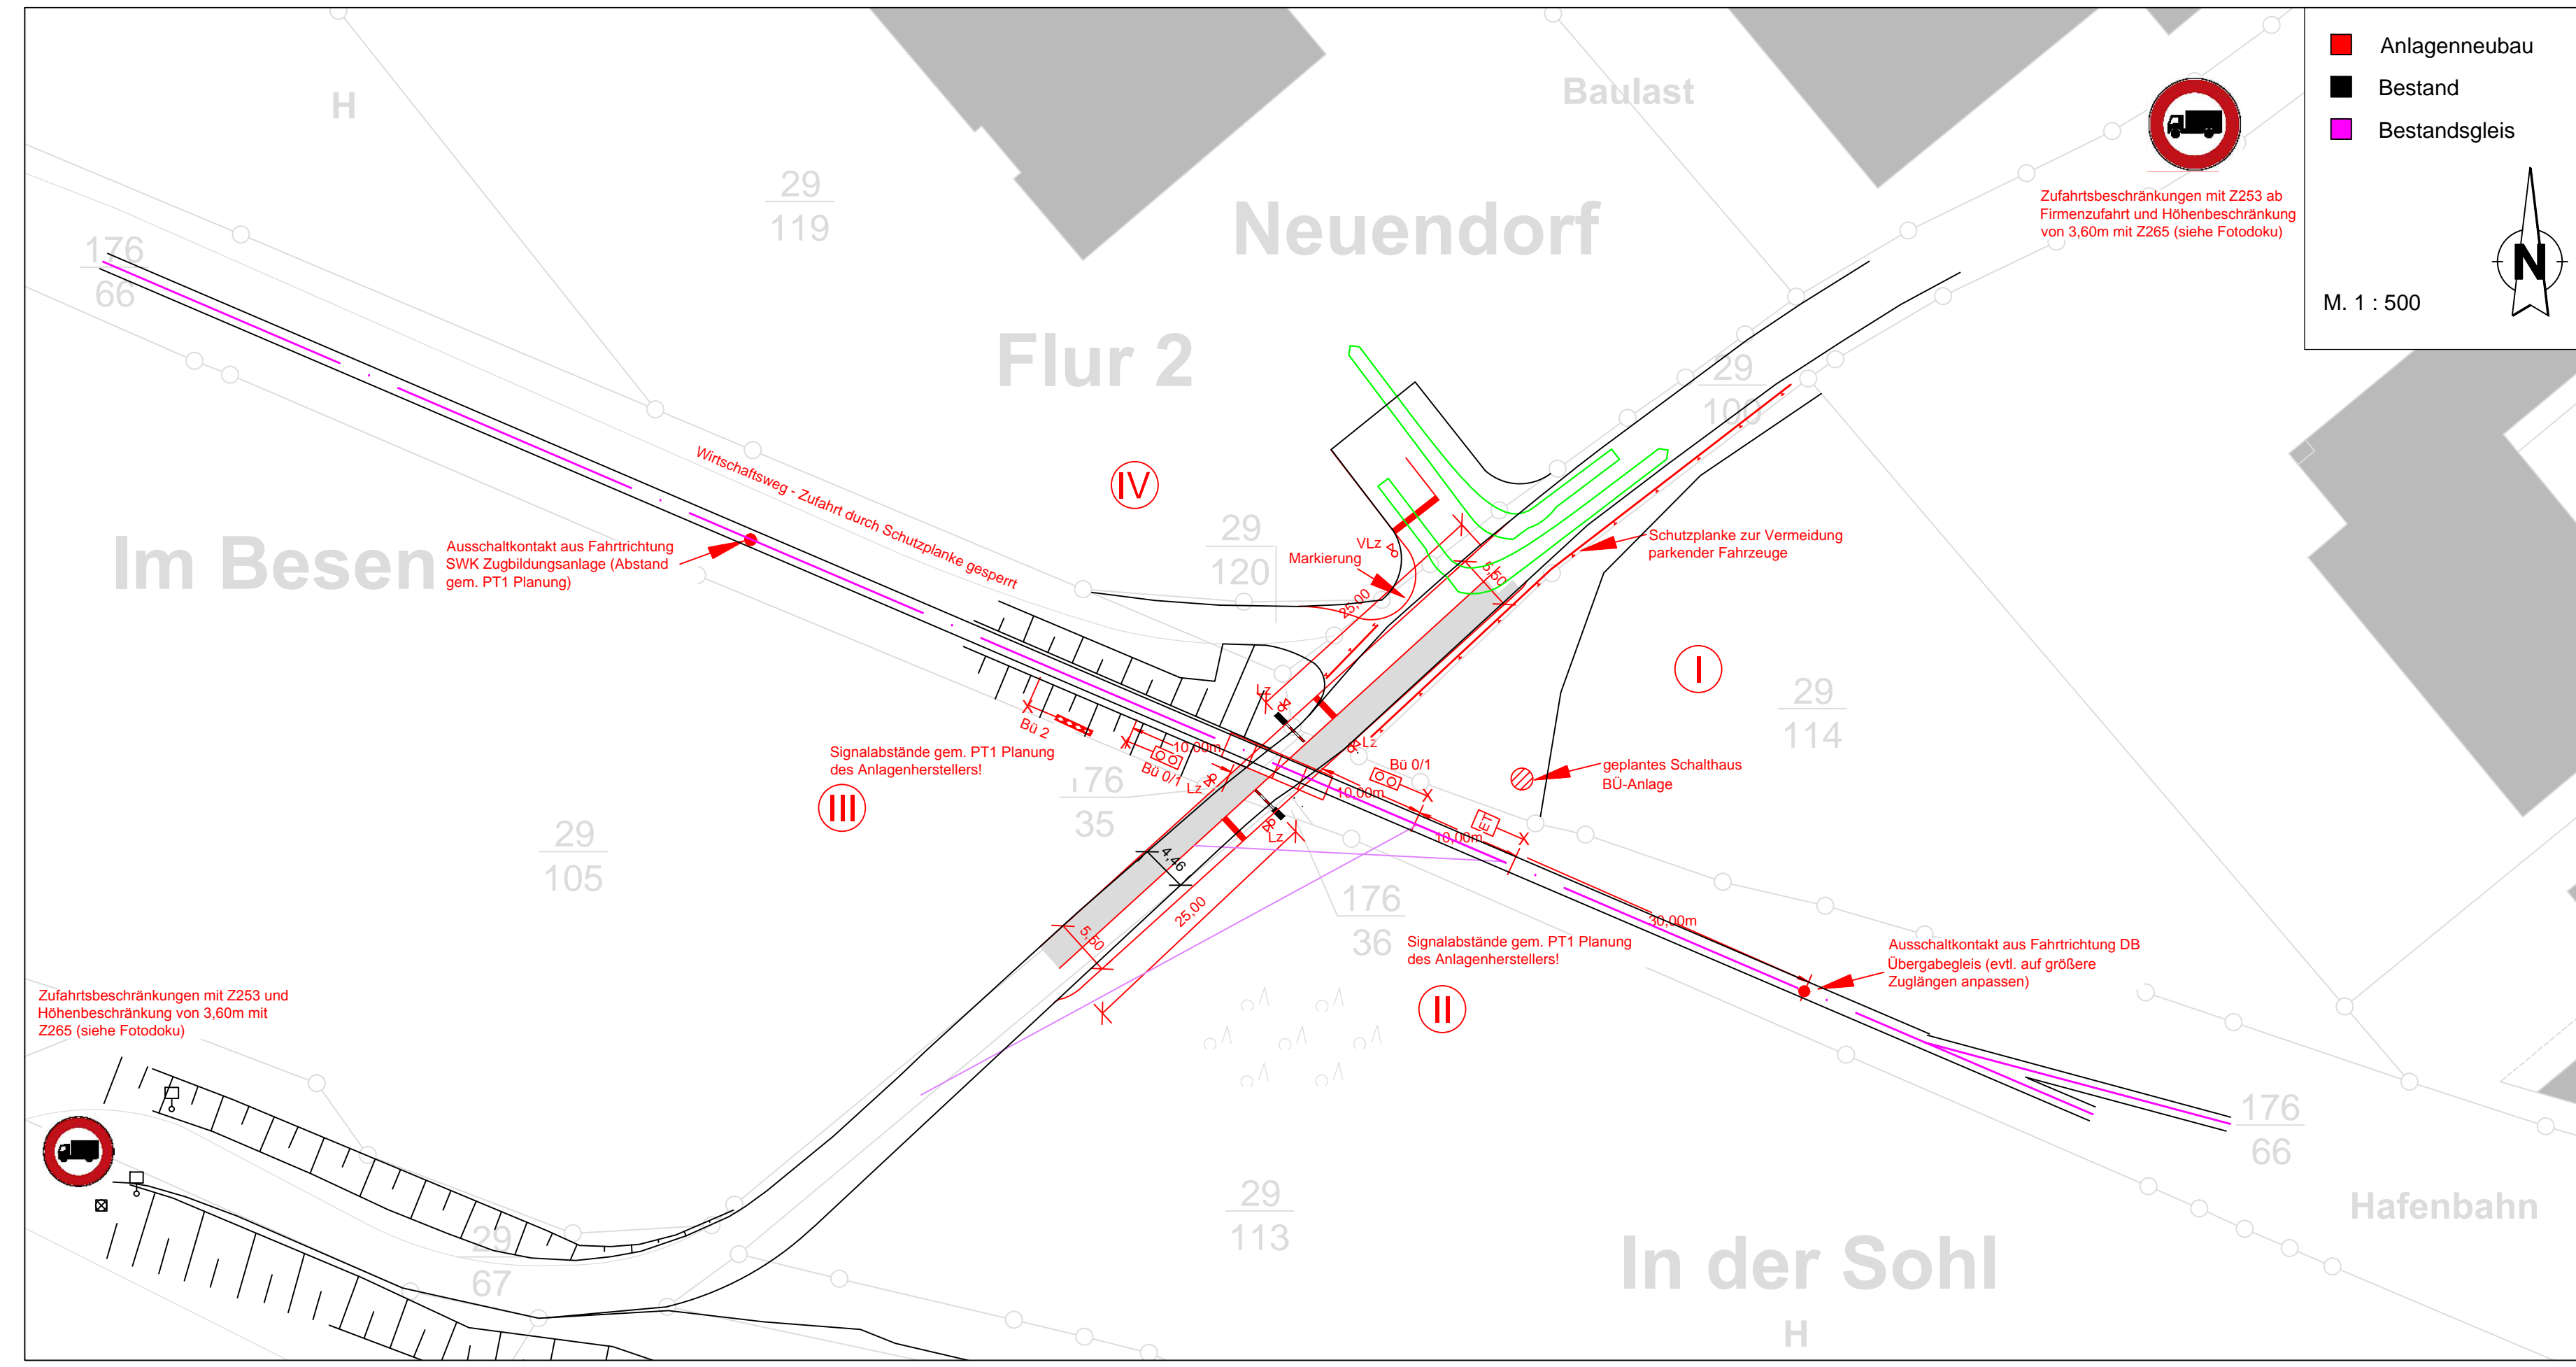 Anlagenneubau
Bestand
Bestandsgleis
N
M. 1 : 500
H
Baulast
29
119
Neuendorf
Zufahrtsbeschränkungen mit Z253 ab
Firmenzufahrt und Höhenbeschränkung
von 3,60m mit Z265 (siehe Fotodoku)
176
66
Flur 2
29
100
Wirtschaftsweg - Zufahrt durch Schutzplanke gesperrt
IV
Im Besen
Ausschaltkontakt aus Fahrtrichtung
SWK Zugbildungsanlage (Abstand
gem. PT1 Planung)
29
120
VLz
Markierung
Schutzplanke zur Vermeidung
parkender Fahrzeuge
5,50
25,00
I
29
114
Lz
Bü 2
10,00m
Bü 0/1
Lz
Lz
Bü 0/1
10,00m
geplantes Schalthaus
BÜ-Anlage
Signalabstände gem. PT1 Planung
des Anlagenherstellers!
III
176
35
ET
10,00m
Lz
29
105
4,46
176
36
25,00
5,50
30,00m
Signalabstände gem. PT1 Planung
des Anlagenherstellers!
II
Ausschaltkontakt aus Fahrtrichtung DB
Übergabegleis (evtl. auf größere
Zuglängen anpassen)
Zufahrtsbeschränkungen mit Z253 und
Höhenbeschränkung von 3,60m mit
Z265 (siehe Fotodoku)
176
66
29
113
29
67
Hafenbahn
In der Sohl
H